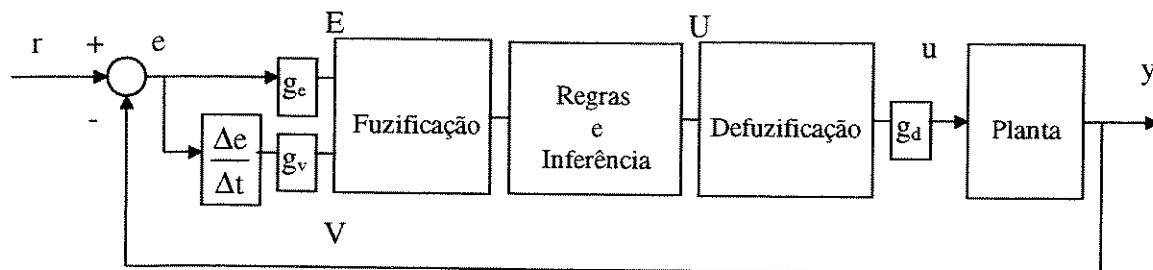 r
+
-
e
E
g_e
Δe
Δt
g_v
V
Fuzificação
Regras
e
Inferência
U
Defuzificação
g_d
u
Planta
y